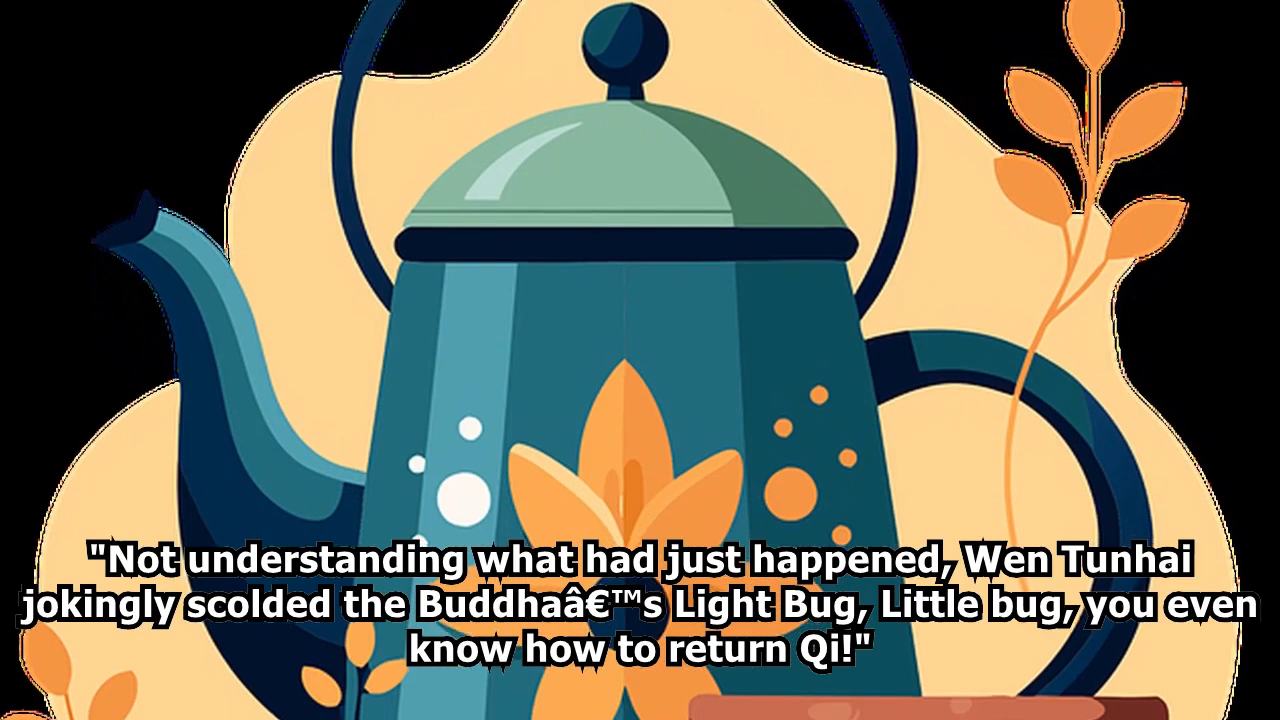 "Not understanding what had just happened, Wen Tunhai
jokingly scolded the Buddhaâ€™s Light Bug, Little bug, you even
know how to return Qi!"